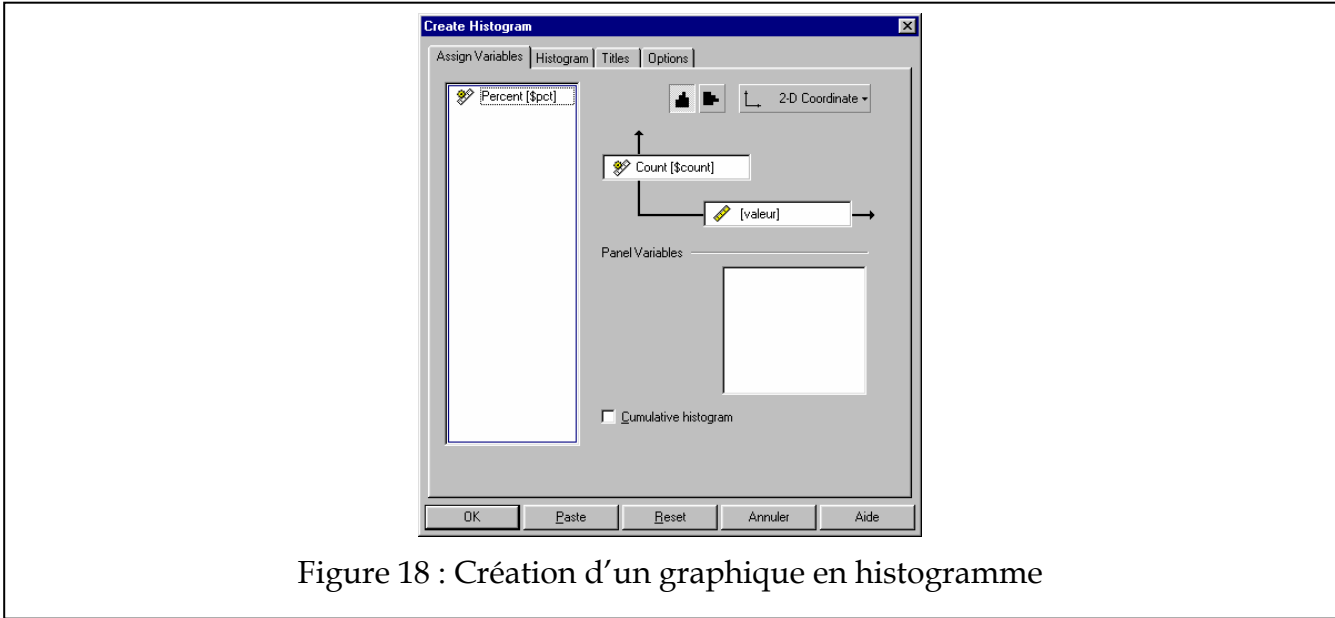 Create Histogram
Assign Variables Histogram Titles Options
Percent [$pct]
2-D Coordinate
Count [$count]
[valeur]
Panel Variables
Cumulative histogram
OK Paste Reset Annuler Aide
Figure 18 : Création d’un graphique en histogramme